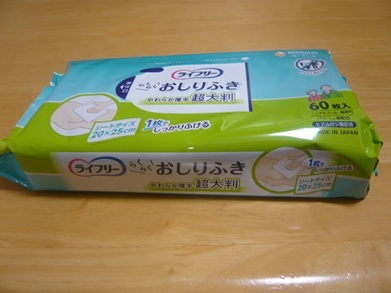 unicharm
ライフリー
らくらくおしりふき
やわらか厚手 超大判
60枚入
シートサイズ
20×25cm
1枚で
しっかりふける
MADE IN JAPAN
ライフリー
らくらくおしりふき
やわらか厚手 超大判
1枚で
しっかりふける
シートサイズ
20×25cm